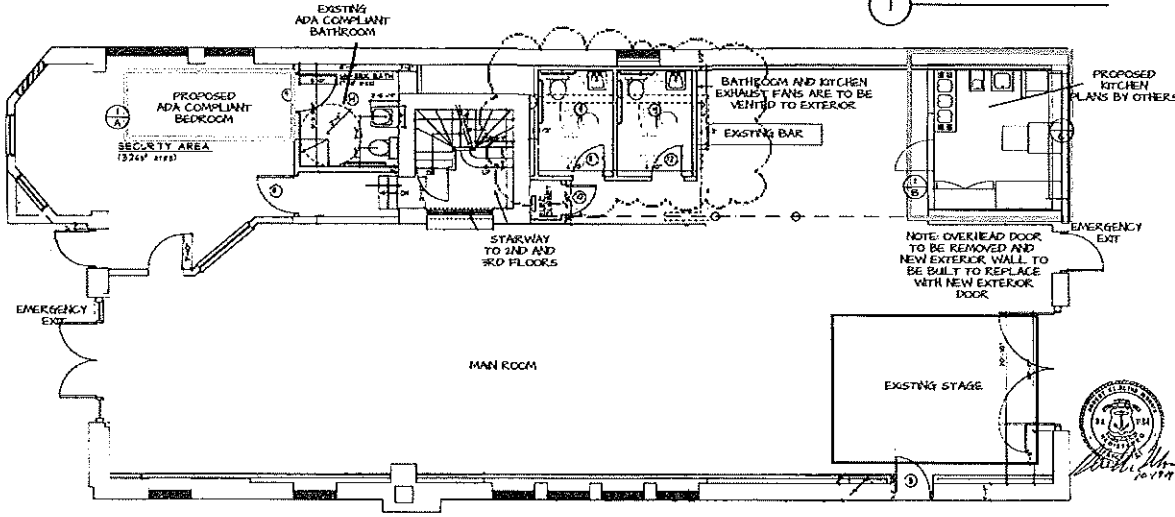 1
EXISTING
ADA COMPLIANT
BATHROOM
PROPOSED
ADA COMPLIANT
BEDROOM
SECURITY AREA
BATHROOM AND KITCHEN
EXHAUST FANS ARE TO BE
VENTED TO EXTERIOR
EXISTING BAR
PROPOSED
KITCHEN
PLANS BY OTHERS
STAIRWAY
TO 2ND AND
3RD FLOORS
NOTE: OVERHEAD DOOR
TO BE REMOVED AND
NEW EXTERIOR WALL TO
BE BUILT TO REPLACE
WITH NEW EXTERIOR
DOOR
EMERGENCY
EXIT
EMERGENCY
EXIT
MAIN ROOM
EXISTING STAGE